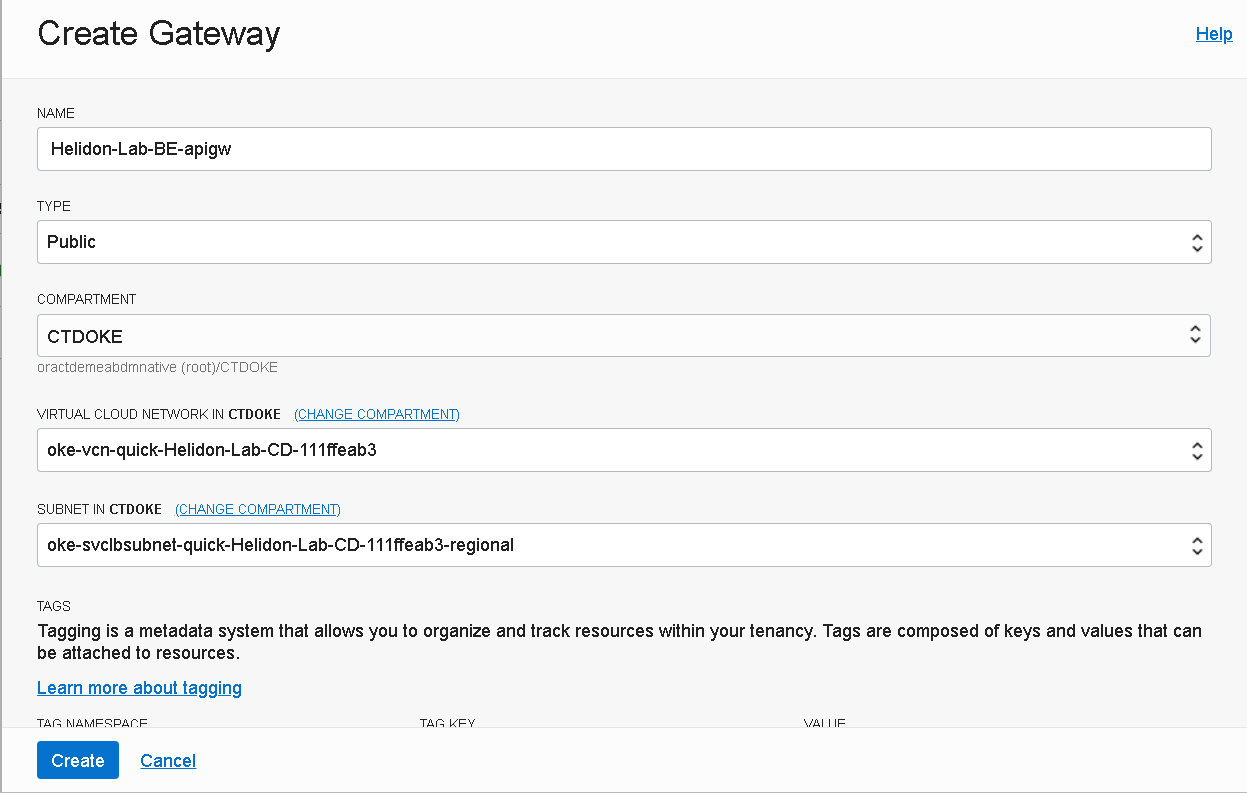 Create Gateway
Help
NAME
Helidon-Lab-BE-apigw
TYPE
Public
COMPARTMENT
CTDOKE
oractdemeabdmnative (root)/CTDOKE
VIRTUAL CLOUD NETWORK IN CTDOKE (CHANGE COMPARTMENT)
oke-vcn-quick-Helidon-Lab-CD-111ffeab3
SUBNET IN CTDOKE (CHANGE COMPARTMENT)
oke-svclbsubnet-quick-Helidon-Lab-CD-111ffeab3-regional
TAGS
Tagging is a metadata system that allows you to organize and track resources within your tenancy. Tags are composed of keys and values that can
be attached to resources.
Learn more about tagging
TAG NAMESPACE TAG KEY VALUE
Create Cancel